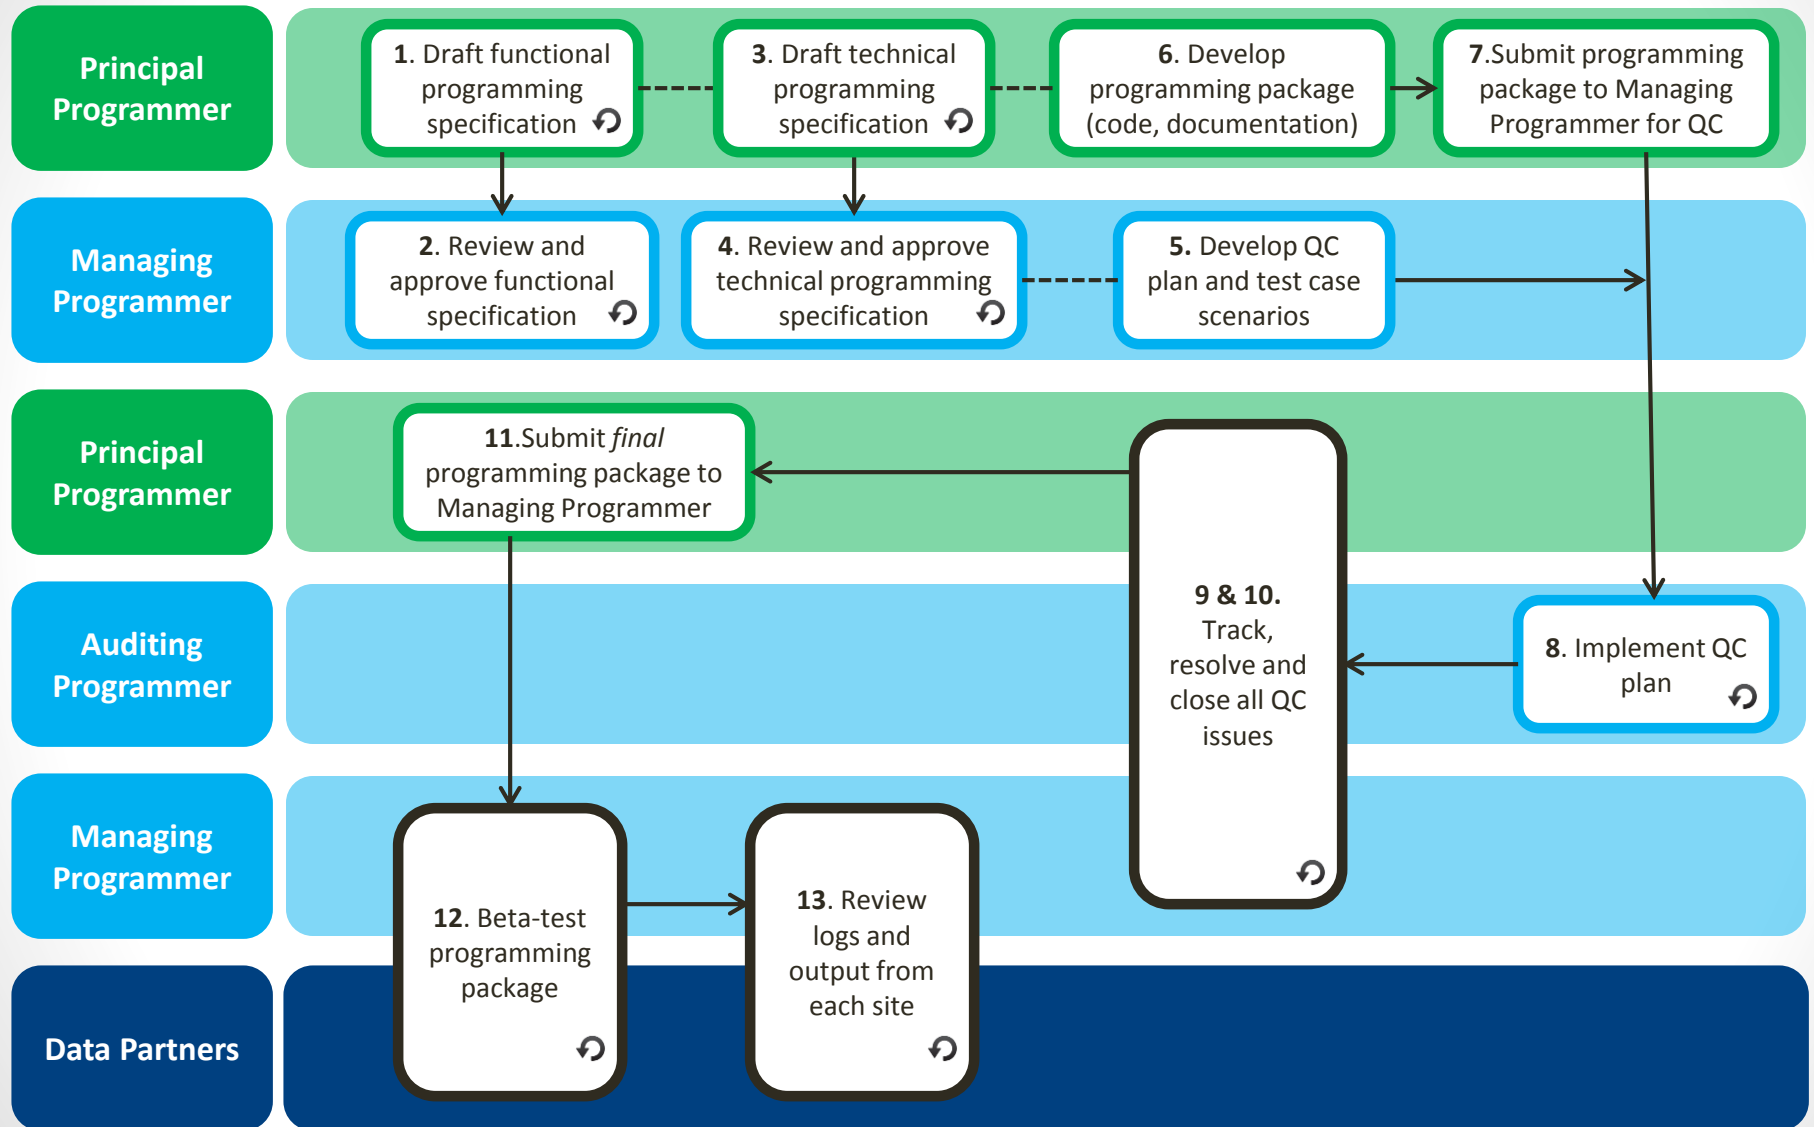 Principal
Programmer
1. Draft functional
programming
specification
3. Draft technical
programming
specification
6. Develop
programming package
(code, documentation)
7.Submit programming
package to Managing
Programmer for QC
Managing
Programmer
2. Review and
approve functional
specification
4. Review and approve
technical programming
specification
5. Develop QC
plan and test case
scenarios
Principal
Programmer
11.Submit final
programming package to
Managing Programmer
9 & 10.
Track,
resolve and
close all QC
issues
Auditing
Programmer
8. Implement QC
plan
Managing
Programmer
12. Beta-test
programming
package
13. Review
logs and
output from
each site
Data Partners